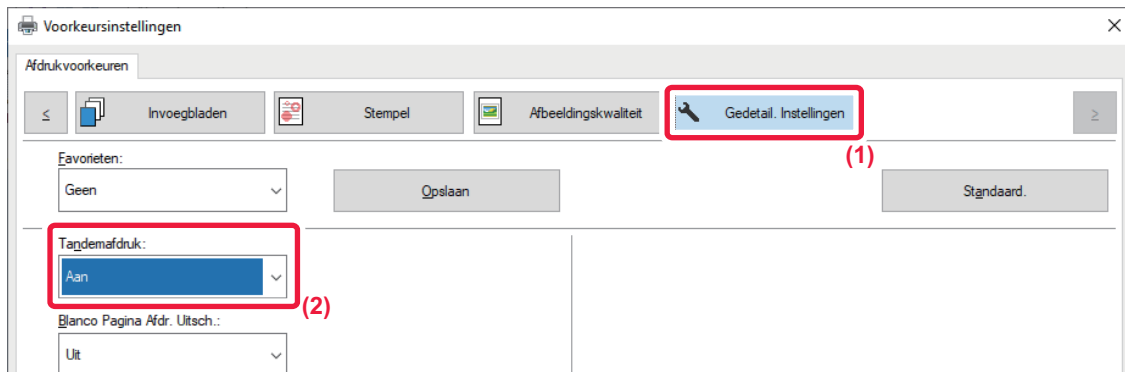 Voorkeursinstellingen
Afdrukvoorkeuren
< Invoegbladen Stempel Afbeeldingskwaliteit Gedetail. Instellingen >
(1)
Favorieten:
Geen Opslaan Standaard.
Tandemafdruk:
Aan
(2)
Blanco Pagina Afdr. Uitsch.:
Uit